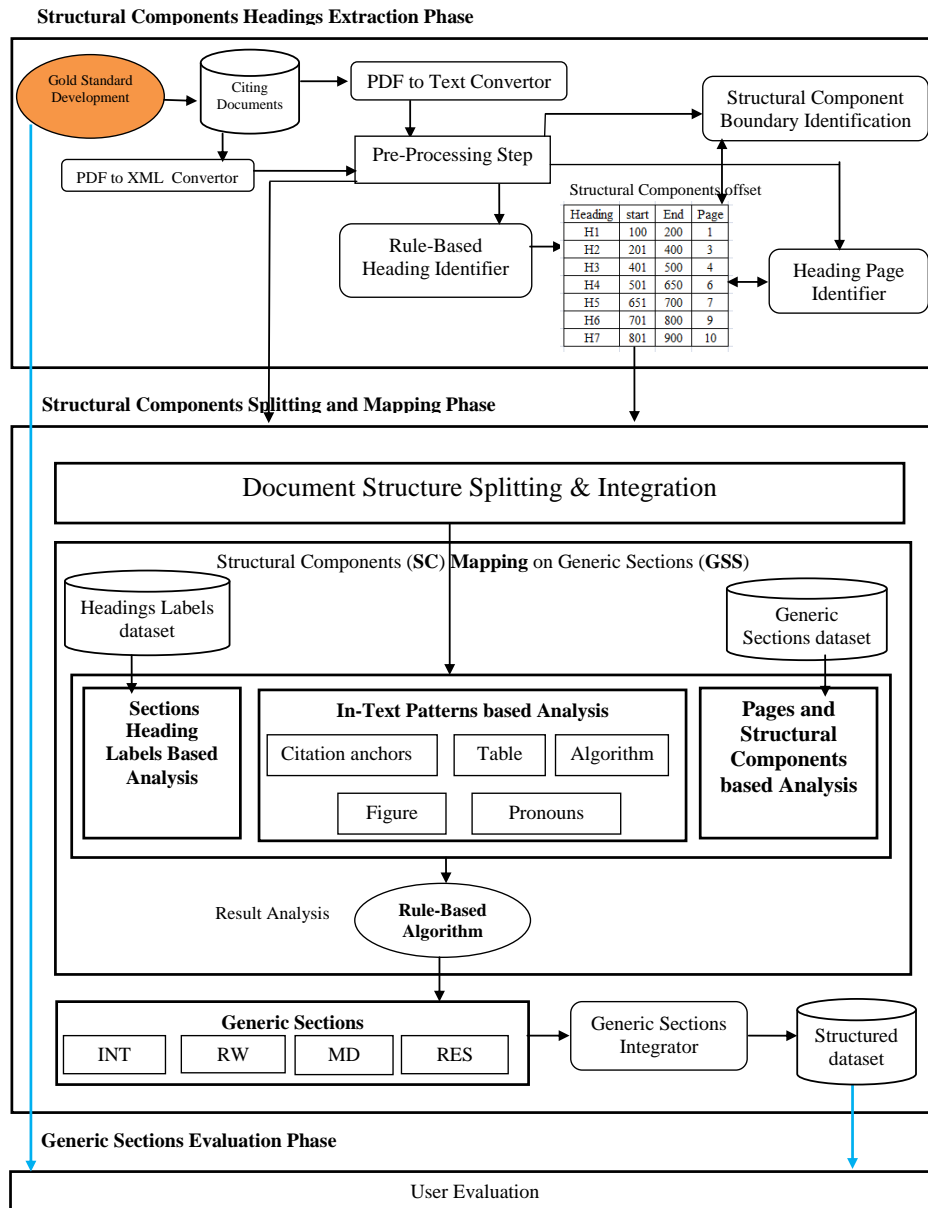 Structural Components Headings Extraction Phase
Gold Standard
Development
Citing
Documents
PDF to Text Convertor
Structural Component
Boundary Identification
Pre-Processing Step
PDF to XML Convertor
Structural Components offset
Heading start End Page
H1 100 200 1
H2 201 400 3
H3 401 500 4
H4 501 650 6
H5 651 700 7
H6 701 800 9
H7 801 900 10
Rule-Based
Heading Identifier
Heading Page
Identifier
Structural Components Splitting and Mapping Phase
Document Structure Splitting & Integration
Structural Components (SC) Mapping on Generic Sections (GSS)
Headings Labels
dataset
Generic
Sections dataset
Sections
Heading
Labels Based
Analysis
In-Text Patterns based Analysis
Citation anchors
Table
Algorithm
Figure
Pronouns
Pages and
Structural
Components
based Analysis
Result Analysis
Rule-Based
Algorithm
Generic Sections
INT
RW
MD
RES
Generic Sections
Integrator
Structured
dataset
Generic Sections Evaluation Phase
User Evaluation